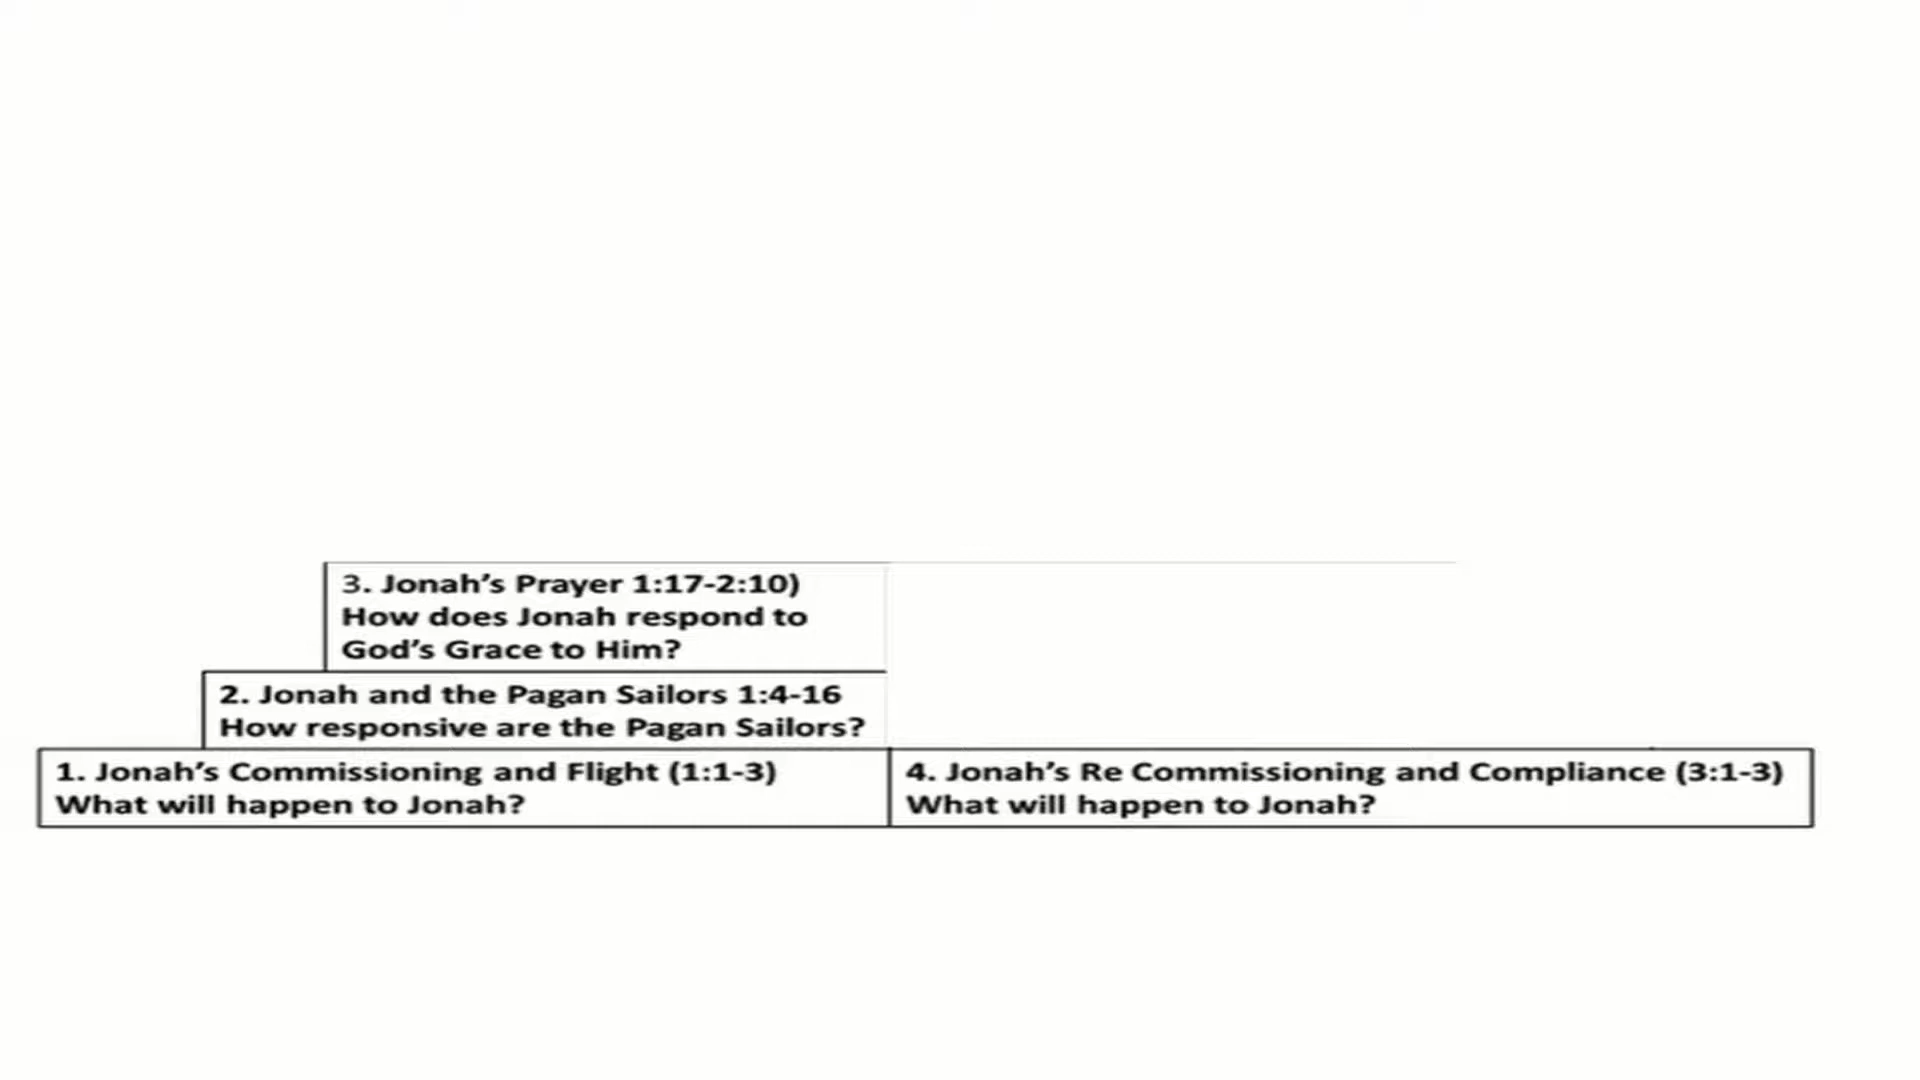 3. Jonah's Prayer 1:17-2:10)
How does Jonah respond to
God's Grace to Him?
2. Jonah and the Pagan Sailors 1:4-16
How responsive are the Pagan Sailors?
1. Jonah's Commissioning and Flight (1:1-3)
What will happen to Jonah?
4. Jonah's Re Commissioning and Compliance (3:1-3)
What will happen to Jonah?